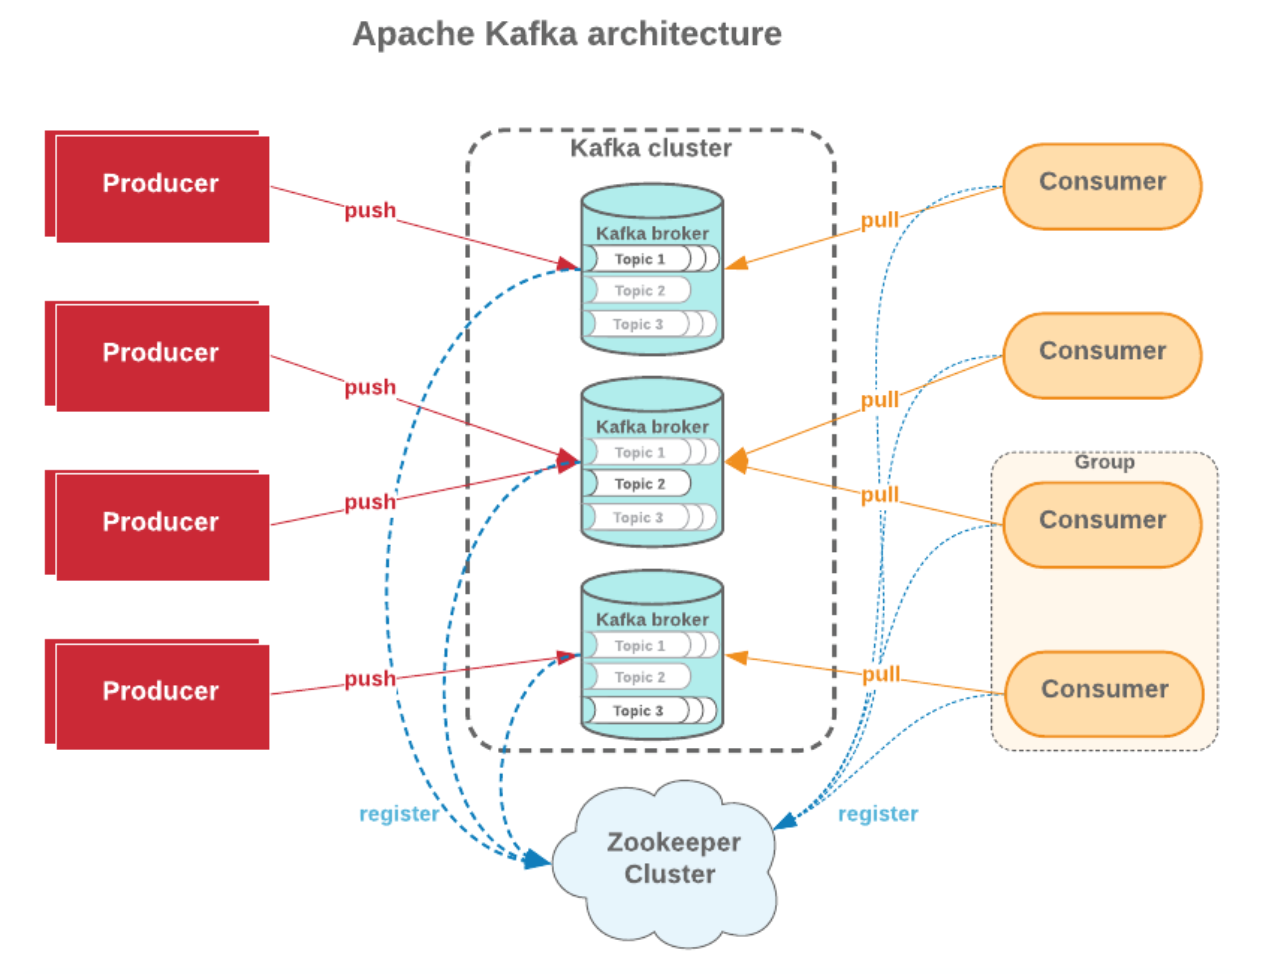 Apache Kafka architecture
Producer
Producer
Producer
Producer
push
push
push
push
Kafka cluster
Kafka broker
Topic 1
Topic 2
Topic 3
Kafka broker
Topic 1
Topic 2
Topic 3
Kafka broker
Topic 1
Topic 2
Topic 3
pull
pull
pull
pull
Consumer
Consumer
Group
Consumer
Consumer
register
Zookeeper
Cluster
register